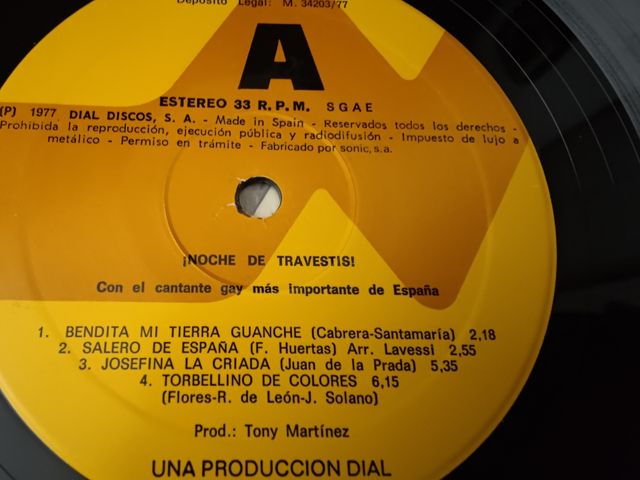 Depósito Legal: M. 34203/77
A
ESTEREO 33 R.P.M. SGAE
(P) 1977, DIAL DISCOS, S. A. - Made in Spain - Reservados todos los derechos -
Prohibida la reproducción, ejecución pública y radiodifusión - Impuesto de lujo a
metálico - Permiso en trámite - Fabricado por sonic, s.a.
¡NOCHE DE TRAVESTIS!
Con el cantante gay más importante de España
1. BENDITA MI TIERRA GUANCHE (Cabrera-Santamaría) 2,18
2. SALERO DE ESPAÑA (F. Huertas) Arr. Lavessi 2,55
3. JOSEFINA LA CRIADA (Juan de la Prada) 5,35
4. TORBELLINO DE COLORES 6,15
(Flores-R. de León-J. Solano)
Prod.: Tony Martínez
UNA PRODUCCION DIAL